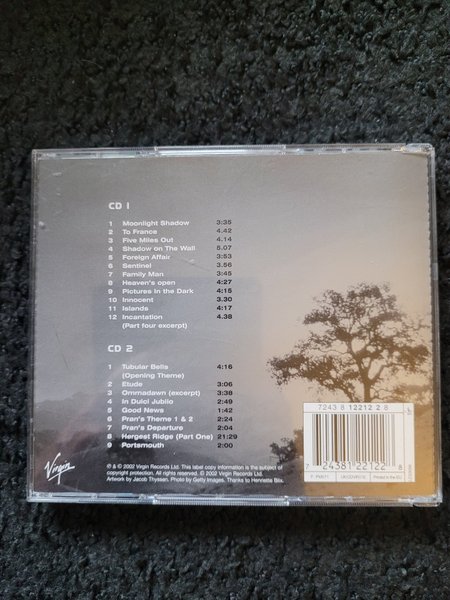 CD 1
1 Moonlight Shadow 3:35
2 To France 4.42
3 Five Miles Out 4.14
4 Shadow on The Wall 5.07
5 Foreign Affair 3:53
6 Sentinel 3.56
7 Family Man 3:45
8 Heaven's open 4:27
9 Pictures in the Dark 4:15
10 Innocent 3.30
11 Islands 4:17
12 Incantation 4.38
(Part four excerpt)
CD 2
1 Tubular Bells 4:16
(Opening Theme)
2 Etude 3:06
3 Ommadawn (excerpt) 3:38
4 In Dulci Jublio 2:49
5 Good News 1:42
6 Pran's Theme 1 & 2 2:24
7 Pran's Departure 2:04
8 Hergest Ridge (Part One) 21:29
9 Portsmouth 2:00
Virgin
℗ & © 2002 Virgin Records Ltd. This label copy information is the subject of
copyright protection. All rights reserved. © 2002 Virgin Records Ltd.
Artwork by Jacob Thyssen. Photo by Getty Images. Thanks to Henriette Blix.
7243 8 12212 2 8
7 24381 22122 8
Printed in the EU